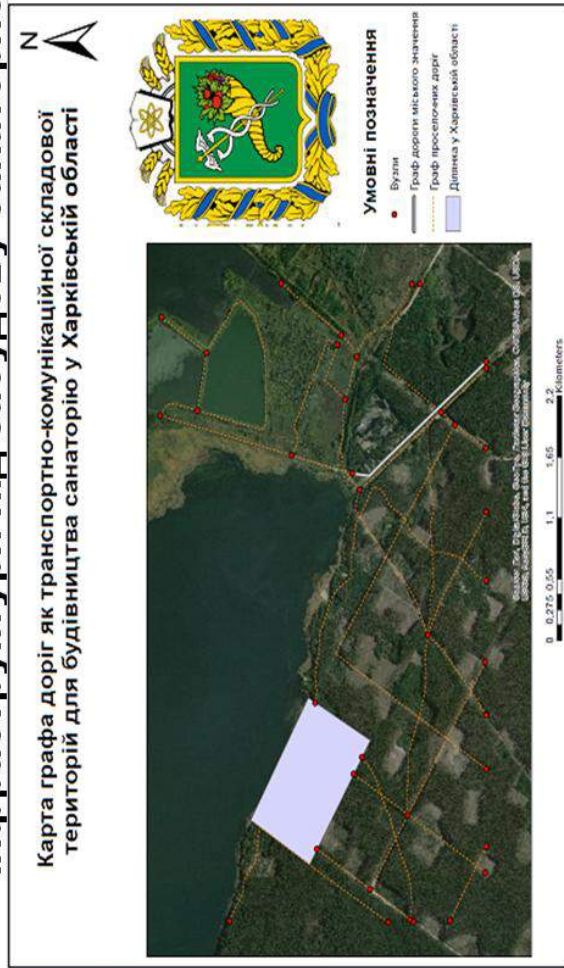 N
Карта графа доріг як транспортно-комунікаційної складової
територій для будівництва санаторію у Харківській області
Умовні позначення
Вузли
Граф дороги міського значення
Граф просёлочних доріг
Ділянка у Харківській області
0 0,275 0,55 1,1 1,65 2,2
Kilometers